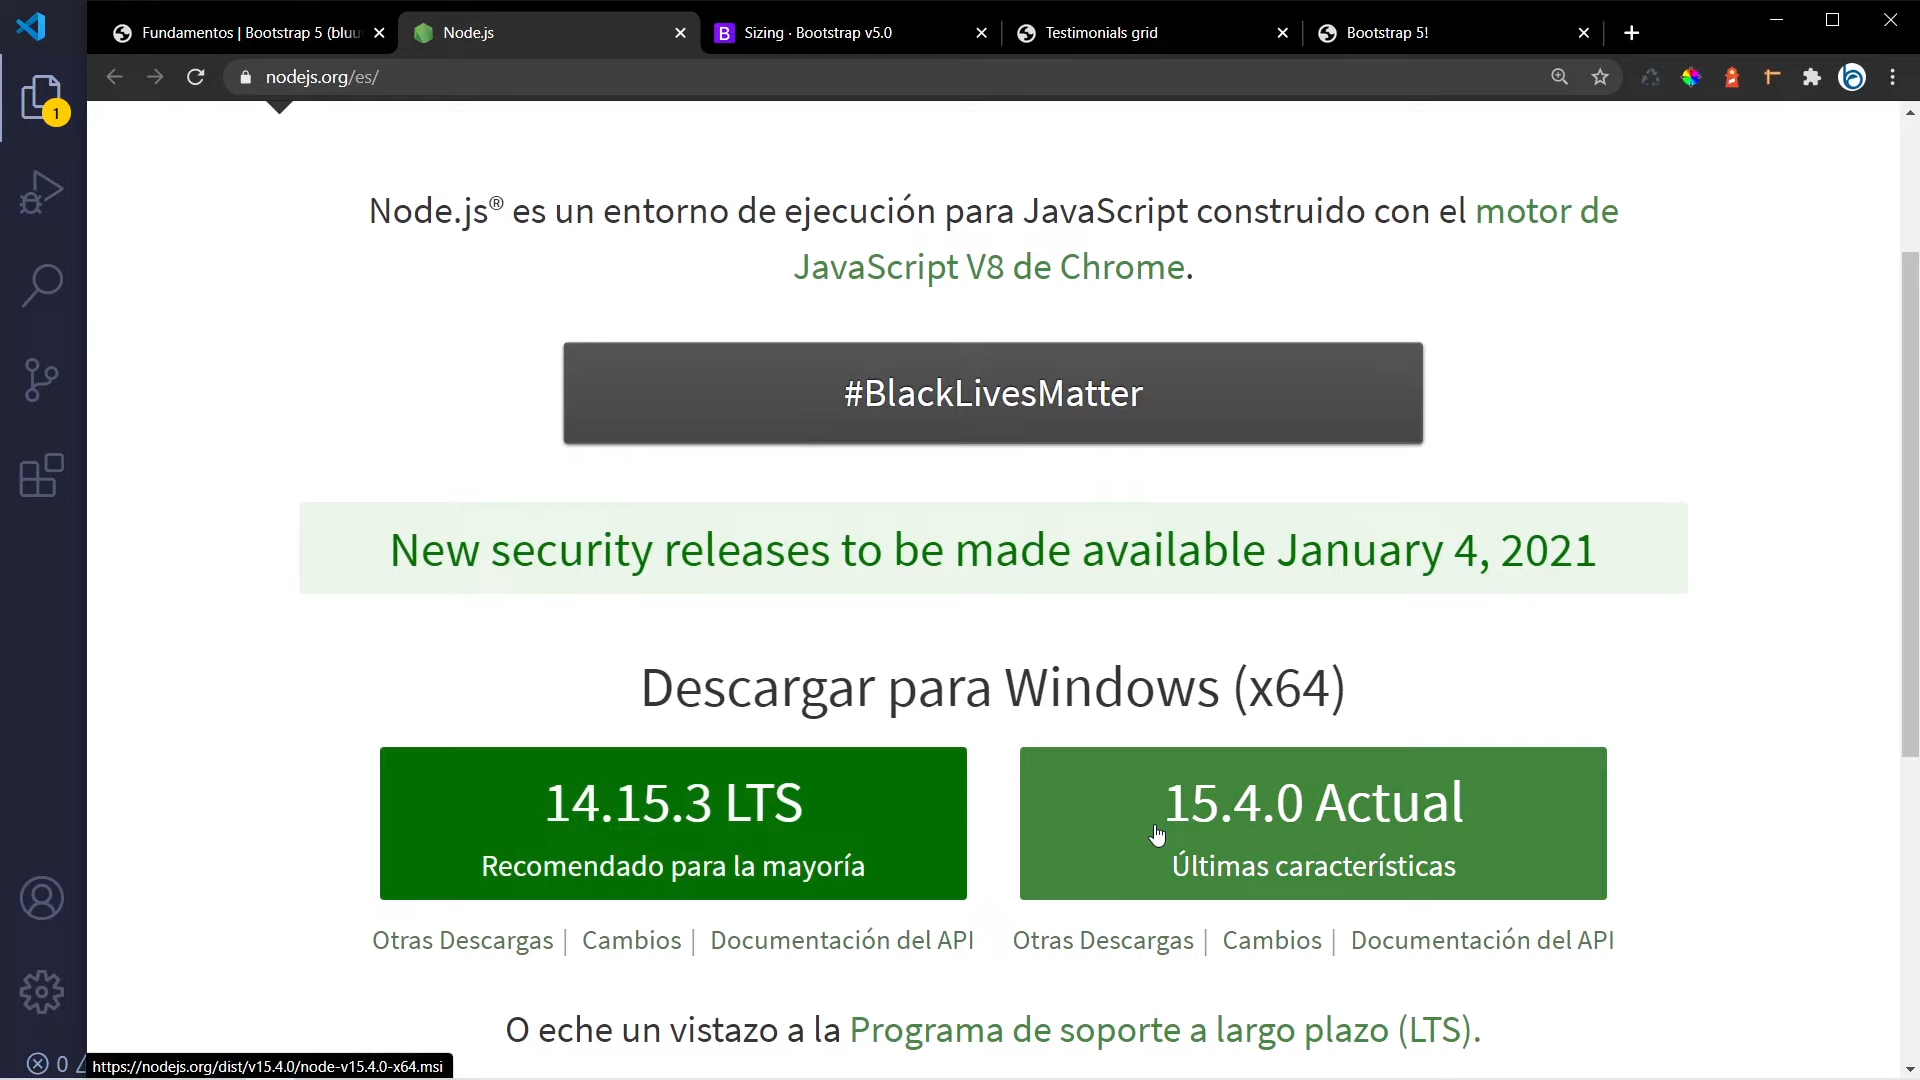 Fundamentos | Bootstrap 5 (bluu
Node.js
Sizing · Bootstrap v5.0
Testimonials grid
Bootstrap 5!
nodejs.org/es/
1
Node.js® es un entorno de ejecución para JavaScript construido con el motor de
JavaScript V8 de Chrome.
#BlackLivesMatter
New security releases to be made available January 4, 2021
Descargar para Windows (x64)
14.15.3 LTS
Recomendado para la mayoría
15.4.0 Actual
Últimas características
Otras Descargas | Cambios | Documentación del API
Otras Descargas | Cambios | Documentación del API
O eche un vistazo a la Programa de soporte a largo plazo (LTS).
0
https://nodejs.org/dist/v15.4.0/node-v15.4.0-x64.msi